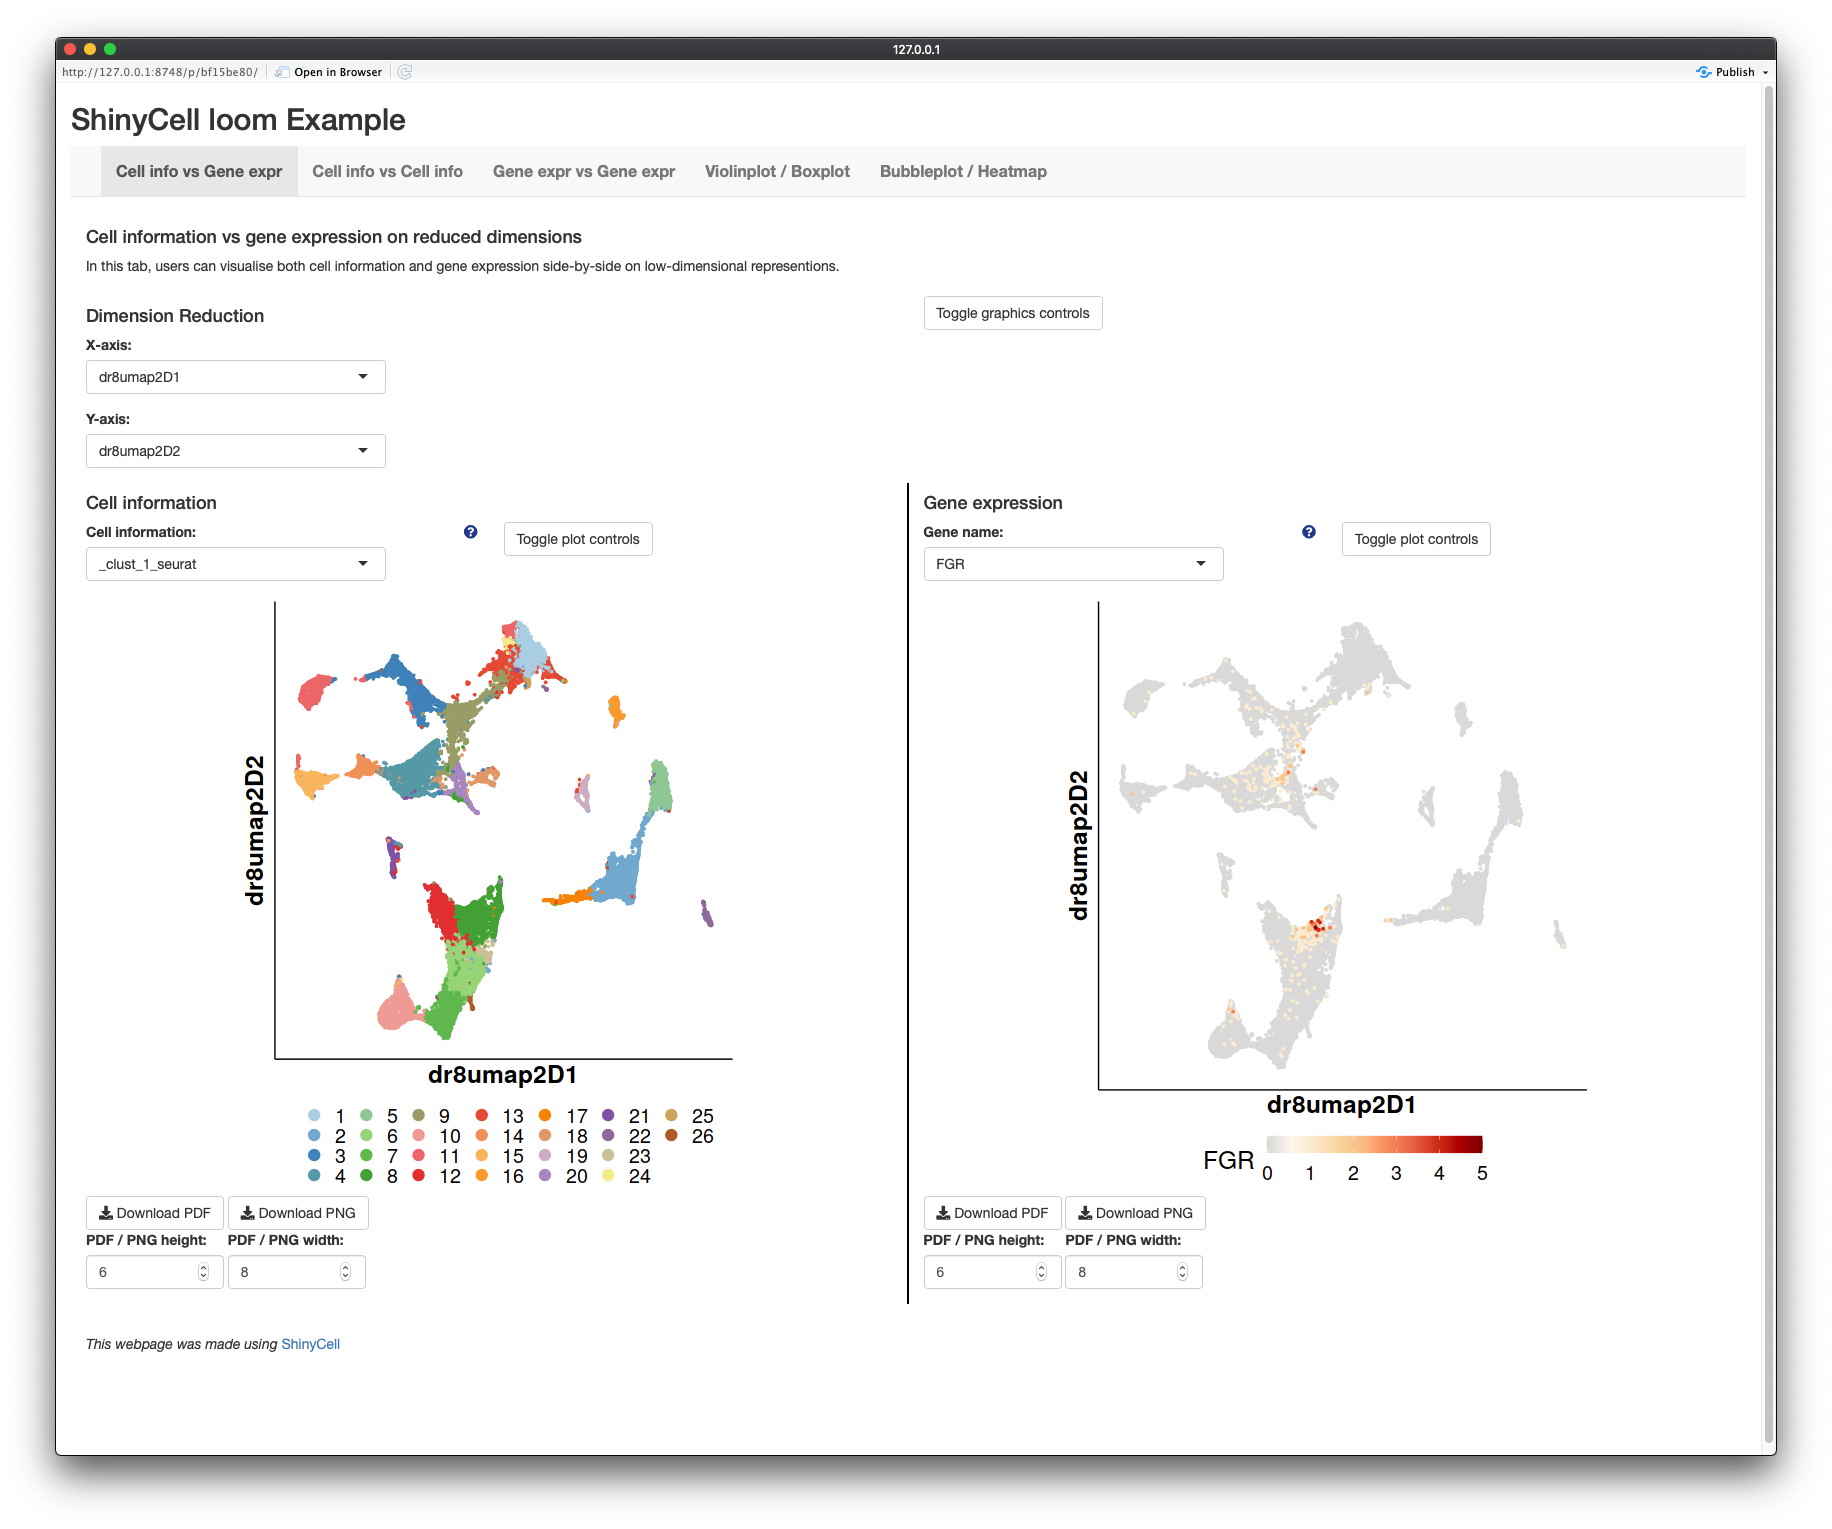 127.0.0.1
http://127.0.0.1:8748/p/bf15be80/ Open in Browser Publish
ShinyCell loom Example
Cell info vs Gene expr Cell info vs Cell info Gene expr vs Gene expr Violinplot / Boxplot Bubbleplot / Heatmap
Cell information vs gene expression on reduced dimensions
In this tab, users can visualise both cell information and gene expression side-by-side on low-dimensional representions.
Dimension Reduction
Toggle graphics controls
X-axis:
dr8umap2D1
Y-axis:
dr8umap2D2
Cell information
Cell information:
? Toggle plot controls
_clust_1_seurat
dr8umap2D2
dr8umap2D1
1 5 9 13 17 21 25
2 6 10 14 18 22 26
3 7 11 15 19 23
4 8 12 16 20 24
Download PDF Download PNG
PDF / PNG height: PDF / PNG width:
6 8
Gene expression
Gene name:
? Toggle plot controls
FGR
dr8umap2D2
dr8umap2D1
FGR
0 1 2 3 4 5
Download PDF Download PNG
PDF / PNG height: PDF / PNG width:
6 8
This webpage was made using ShinyCell